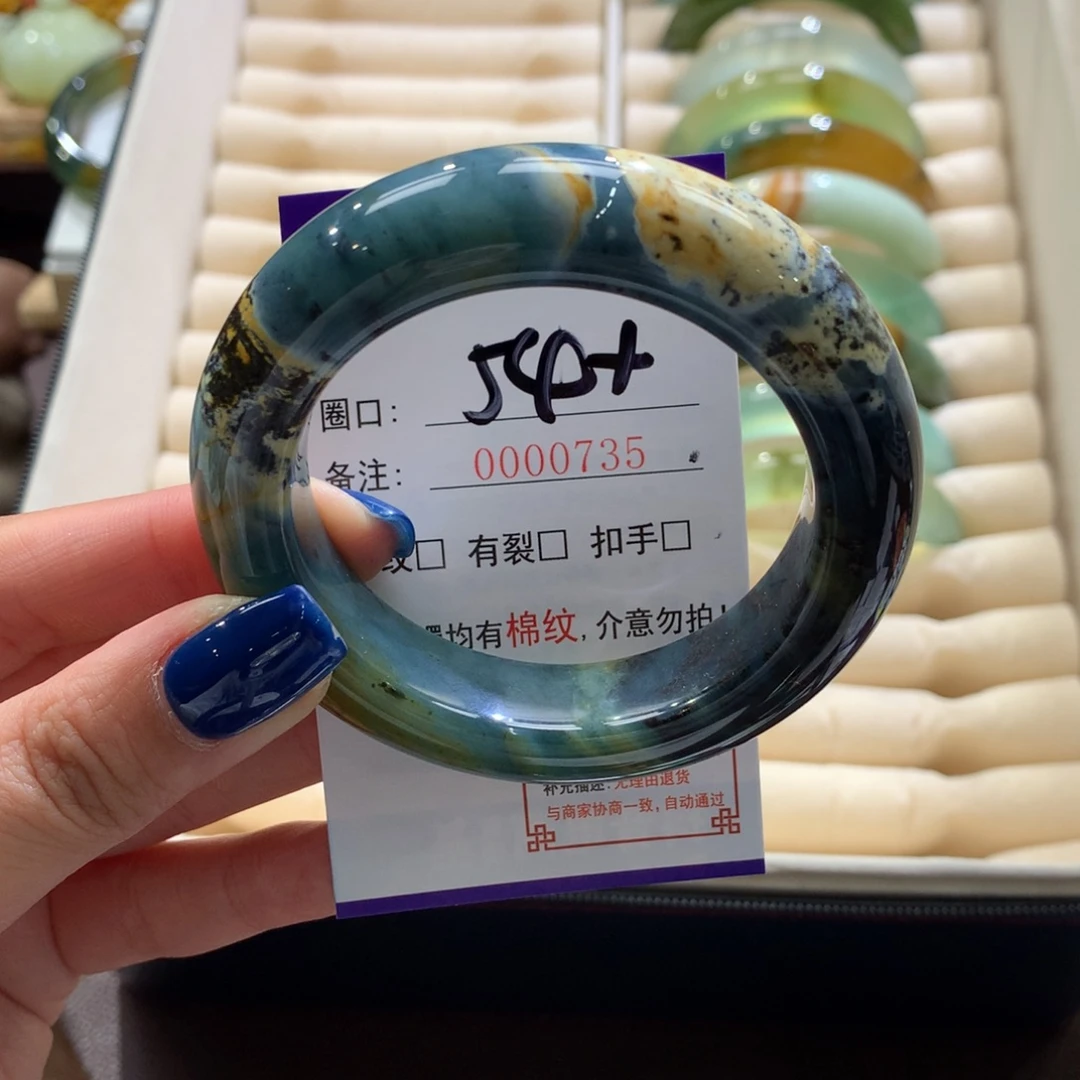 圈口: 54+
备注: 0000735
纹□ 有裂□ 扣手□
均有棉纹, 介意勿拍!
补充描述: 无理由退货
与商家协商一致, 自动通过